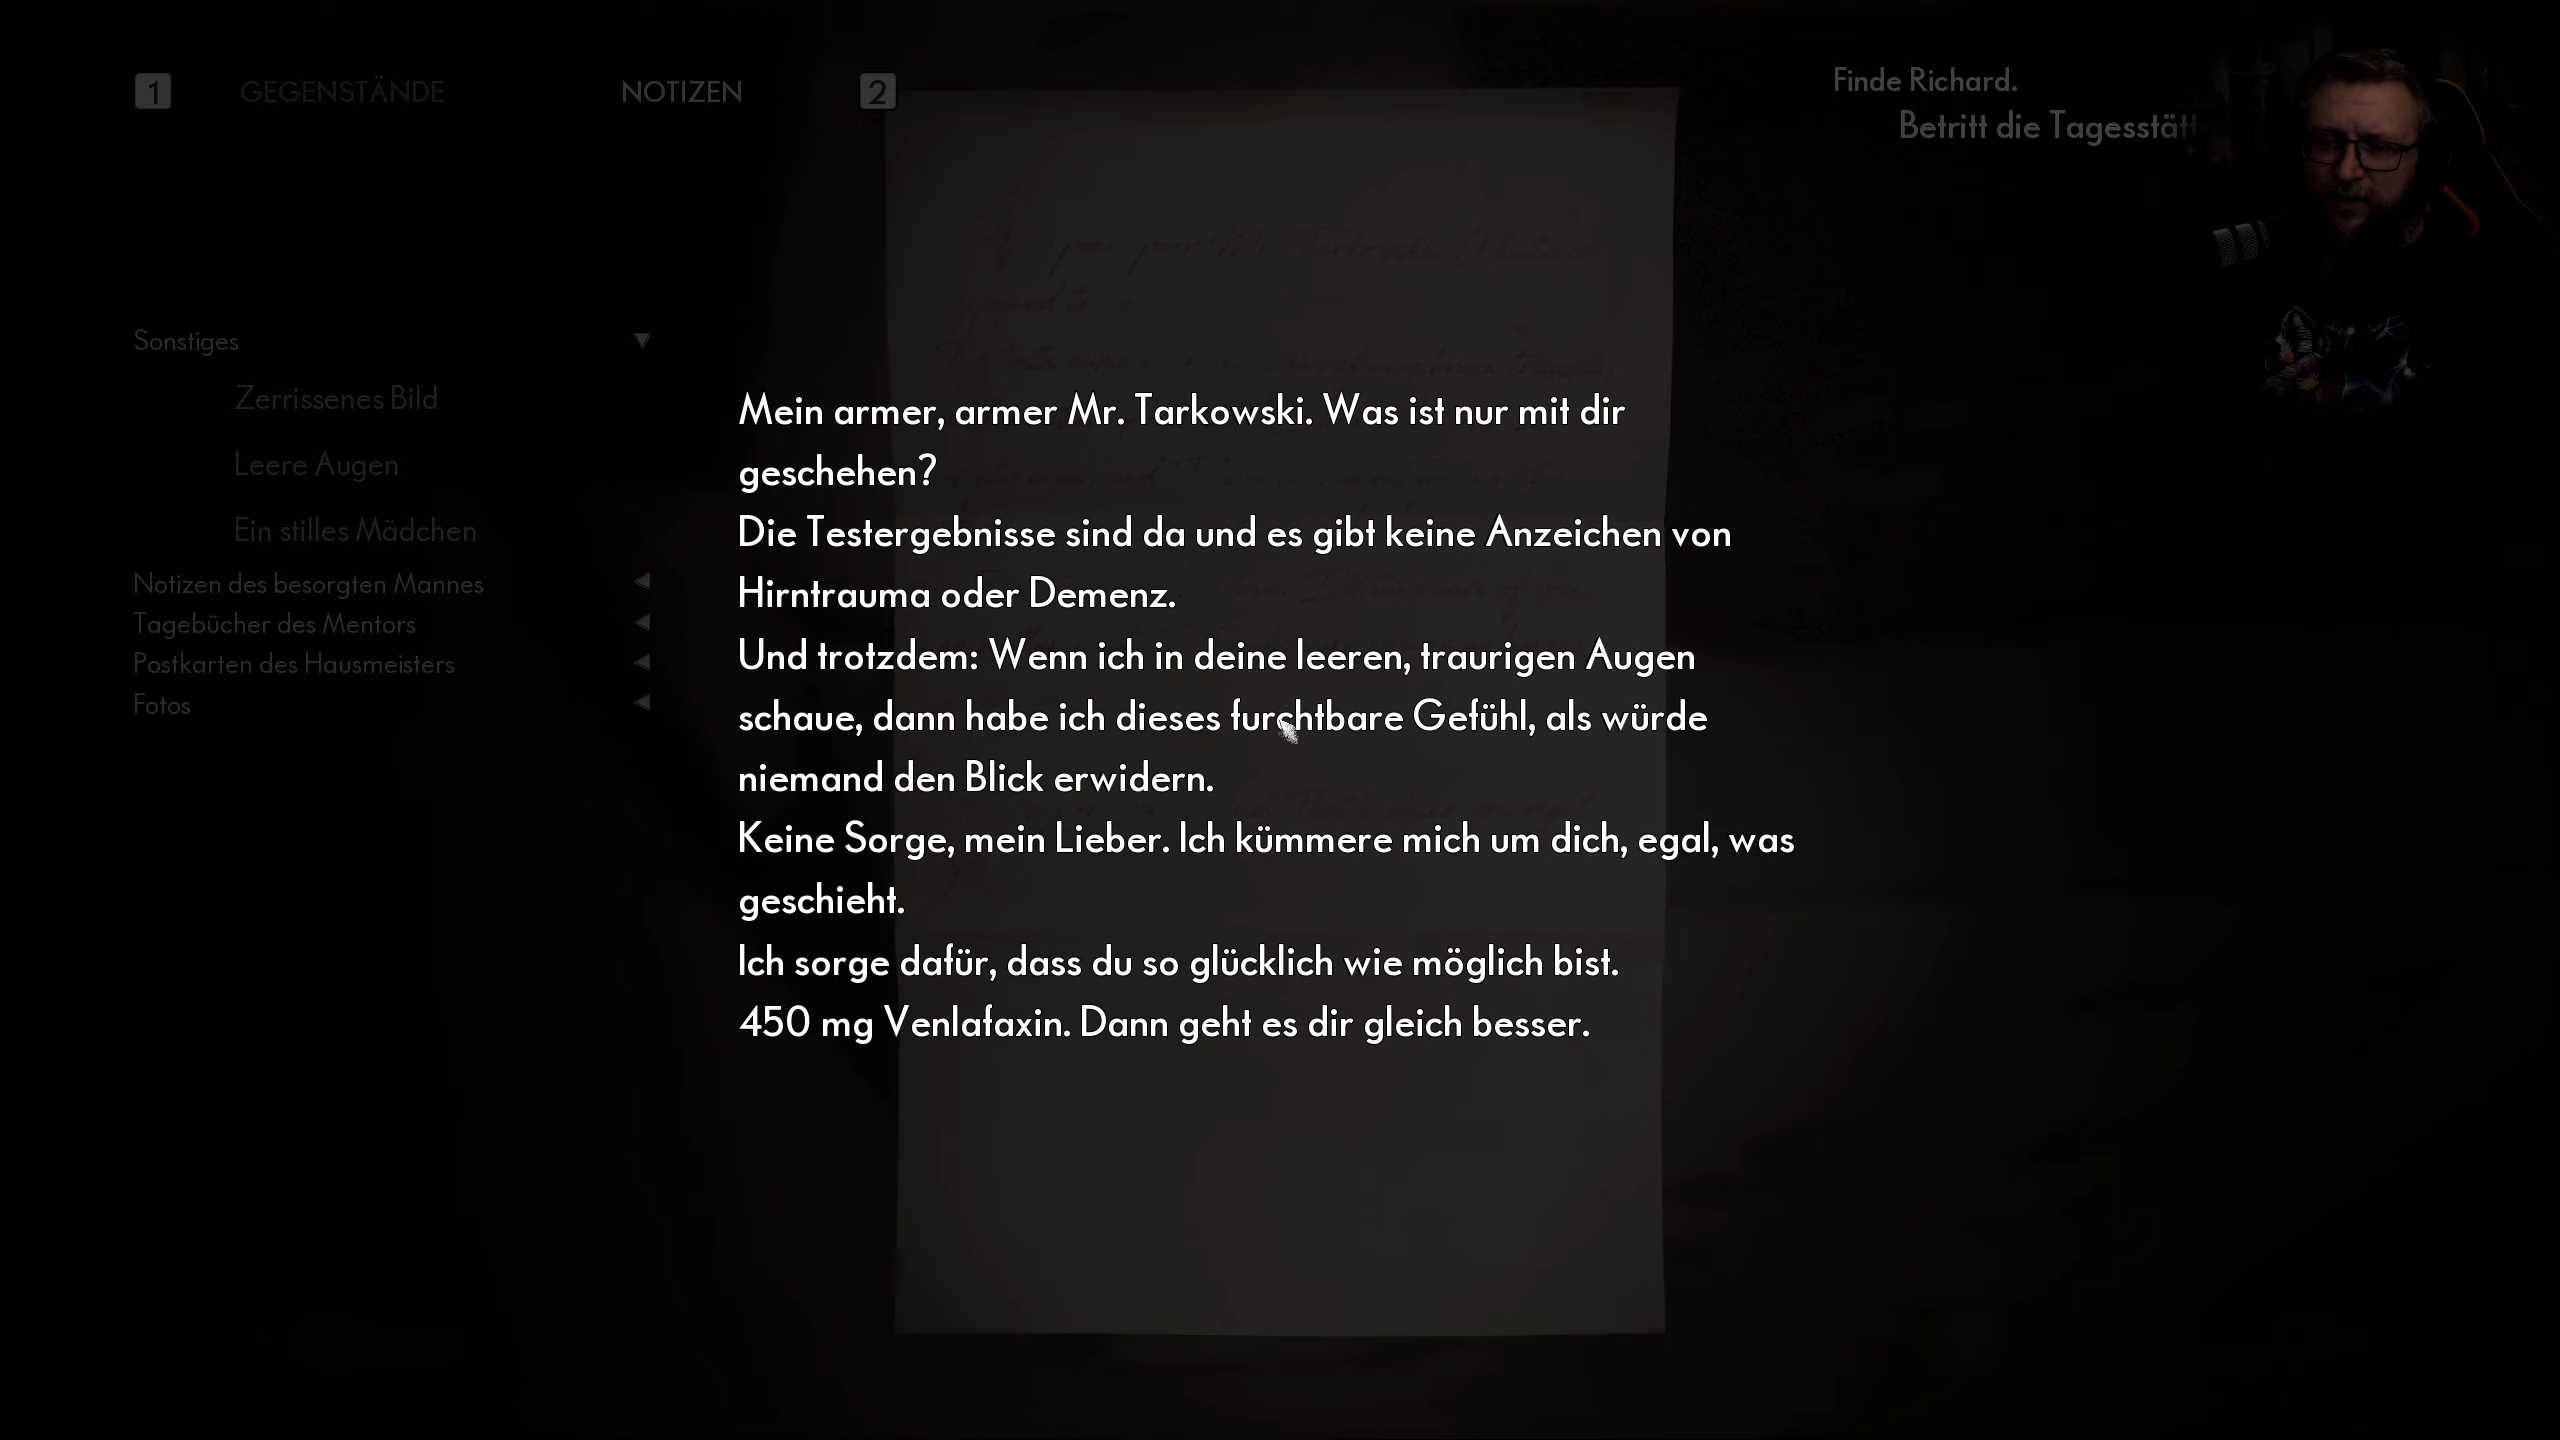 1 GEGENSTÄNDE NOTIZEN 2
Finde Richard.
Betritt die
Sonstiges
Zerrissenes Bild
Leere Augen
Ein stilles Mädchen
Notizen des besorgten Mannes
Tagebücher des Mentors
Postkarten des Hausmeisters
Fotos
Mein armer, armer Mr. Tarkowski. Was ist nur mit dir
geschehen?
Die Testergebnisse sind da und es gibt keine Anzeichen von
Hirntrauma oder Demenz.
Und trotzdem: Wenn ich in deine leeren, traurigen Augen
schaue, dann habe ich dieses furchtbare Gefühl, als würde
niemand den Blick erwidern.
Keine Sorge, mein Lieber. Ich kümmere mich um dich, egal, was
geschieht.
Ich sorge dafür, dass du so glücklich wie möglich bist.
450 mg Venlafaxin. Dann geht es dir gleich besser.